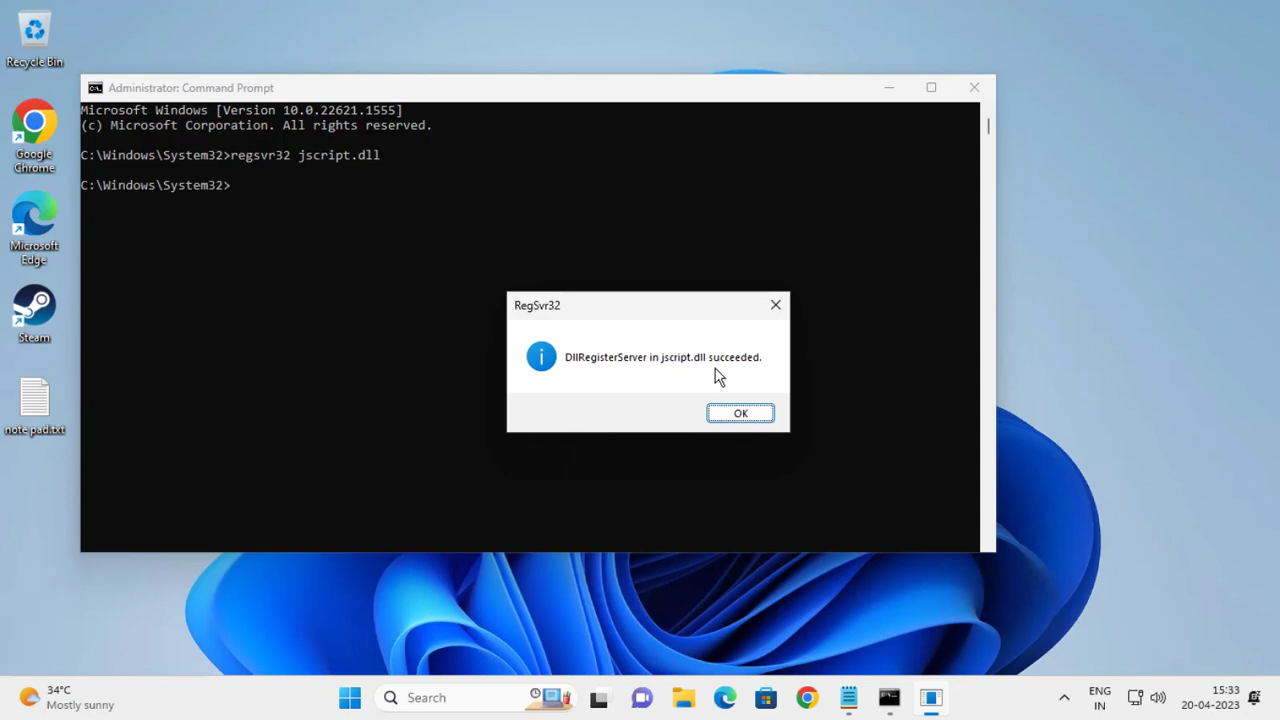 Recycle Bin
Google
Chrome
Microsoft
Edge
Steam
note pad.txt
Administrator: Command Prompt
Microsoft Windows [Version 10.0.22621.1555]
(c) Microsoft Corporation. All rights reserved.
C:\Windows\System32>regsvr32 jscript.dll
C:\Windows\System32>
RegSvr32
DllRegisterServer in jscript.dll succeeded.
OK
34°C
Mostly sunny
Search
ENG
IN
15:33
20-04-2023